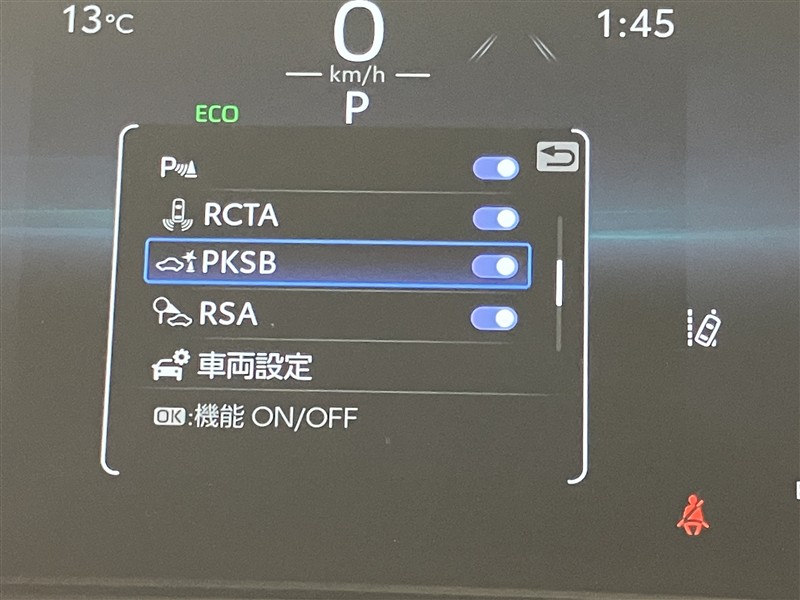 13°C
0
1:45
km/h
P
ECO
P
RCTA
PKSB
RSA
車両設定
OK:機能 ON/OFF